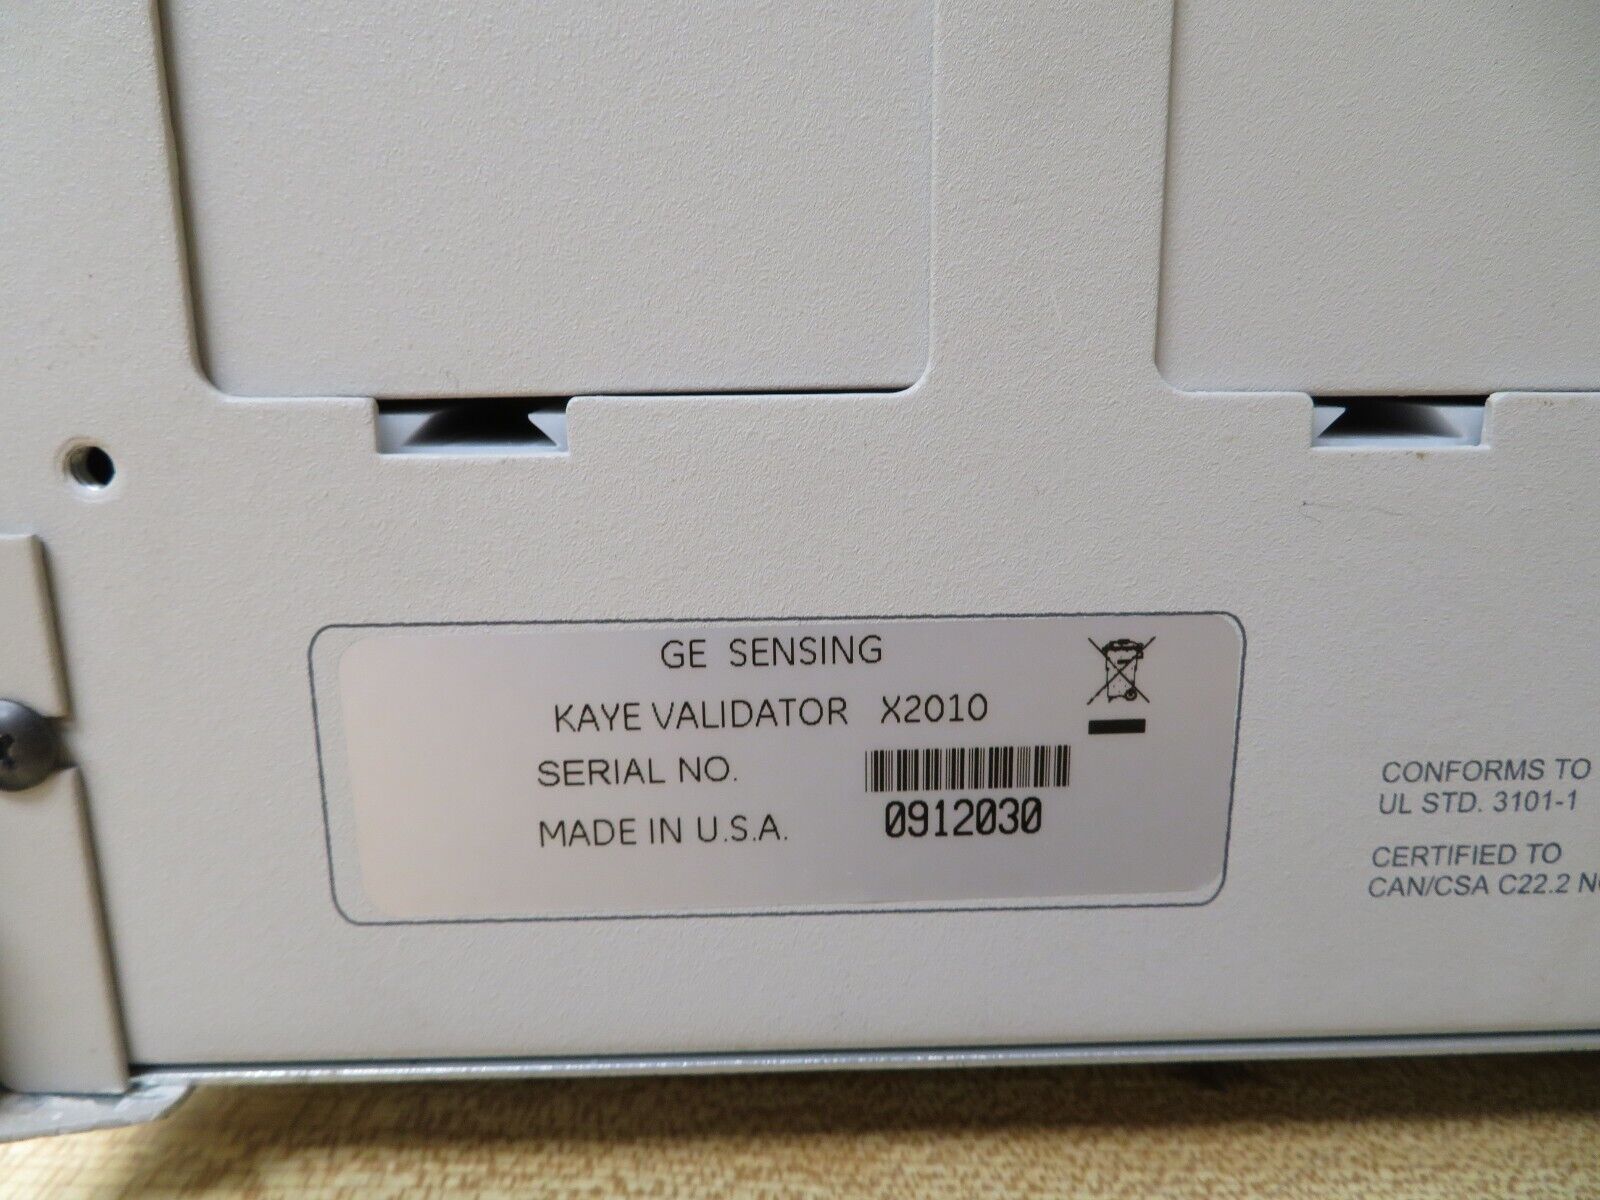 GE SENSING
KAYE VALIDATOR X2010
SERIAL NO.
0912030
MADE IN U.S.A.
CONFORMS TO
UL STD. 3101-1
CERTIFIED TO
CAN/CSA C22.2